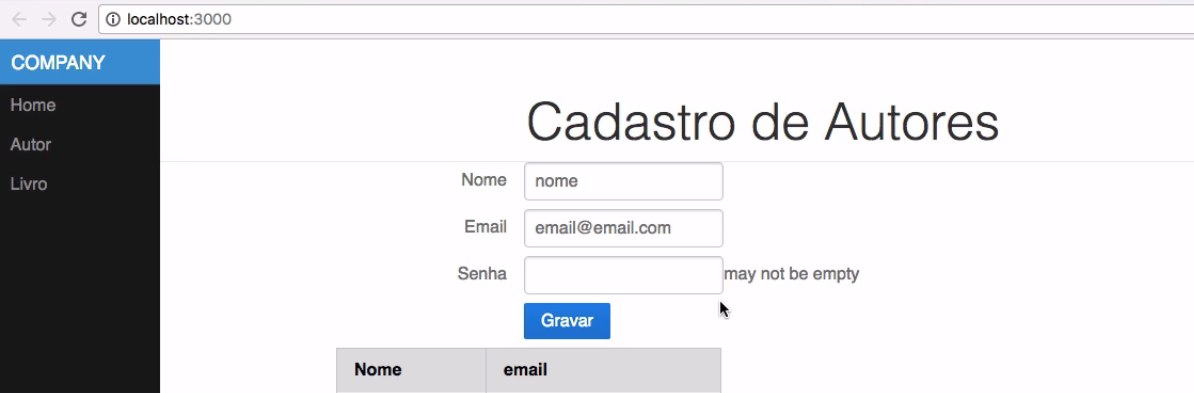 localhost:3000
COMPANY
Home
Autor
Livro
Cadastro de Autores
Nome nome
Email email@email.com
Senha may not be empty
Gravar
Nome email